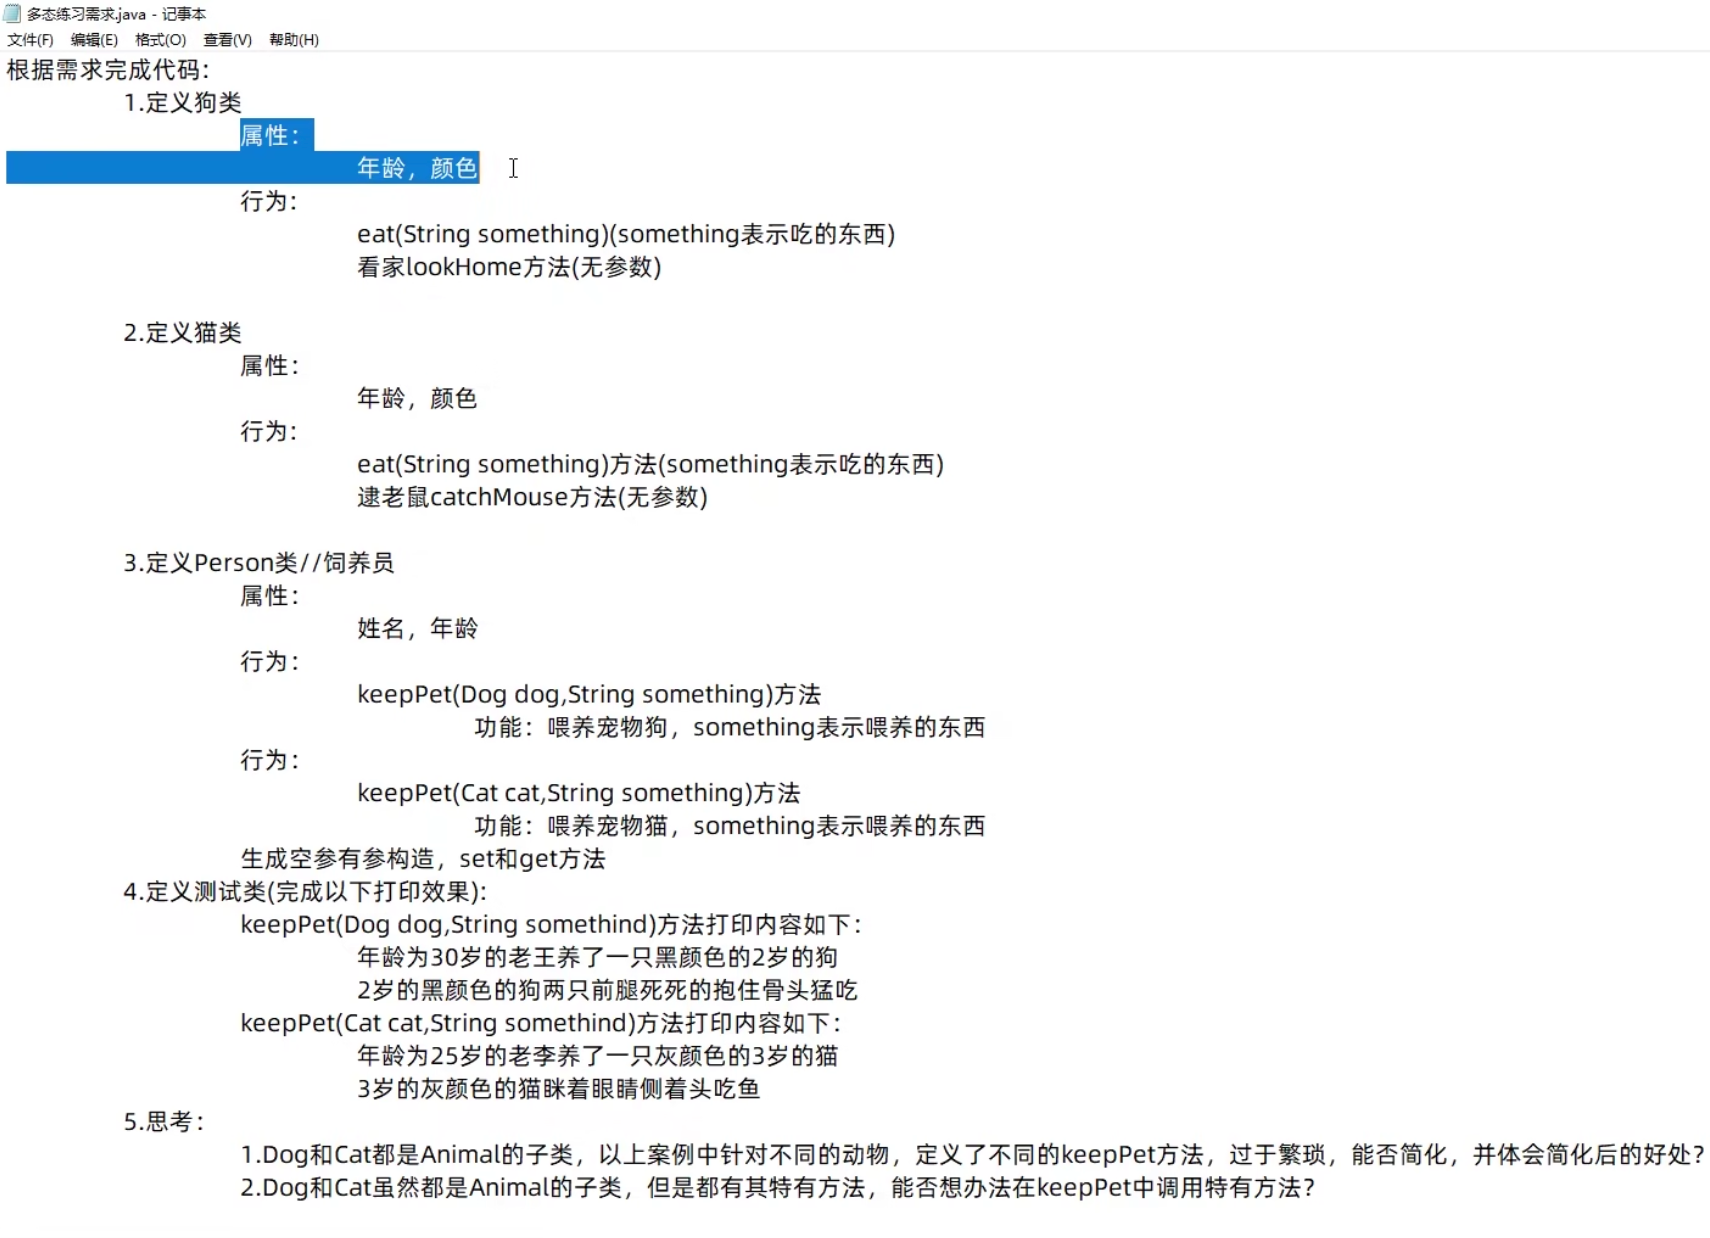 多态练习需求.java - 记事本
文件(F) 编辑(E) 格式(O) 查看(V) 帮助(H)
根据需求完成代码：
1.定义狗类
属性：
年龄，颜色
行为：
eat(String something)(something表示吃的东西)
看家lookHome方法(无参数)
2.定义猫类
属性：
年龄，颜色
行为：
eat(String something)方法(something表示吃的东西)
逮老鼠catchMouse方法(无参数)
3.定义Person类//饲养员
属性：
姓名，年龄
行为：
keepPet(Dog dog,String something)方法
功能：喂养宠物狗，something表示喂养的东西
行为：
keepPet(Cat cat,String something)方法
功能：喂养宠物猫，something表示喂养的东西
生成空参有参构造，set和get方法
4.定义测试类(完成以下打印效果):
keepPet(Dog dog,String somethind)方法打印内容如下：
年龄为30岁的老王养了一只黑颜色的2岁的狗
2岁的黑颜色的狗两只前腿死死的抱住骨头猛吃
keepPet(Cat cat,String somethind)方法打印内容如下：
年龄为25岁的老李养了一只灰颜色的3岁的猫
3岁的灰颜色的猫眯着眼睛侧着头吃鱼
5.思考：
1.Dog和Cat都是Animal的子类，以上案例中针对不同的动物，定义了不同的keepPet方法，过于繁琐，能否简化，并体会简化后的好处？
2.Dog和Cat虽然都是Animal的子类，但是都有其特有方法，能否想办法在keepPet中调用特有方法？